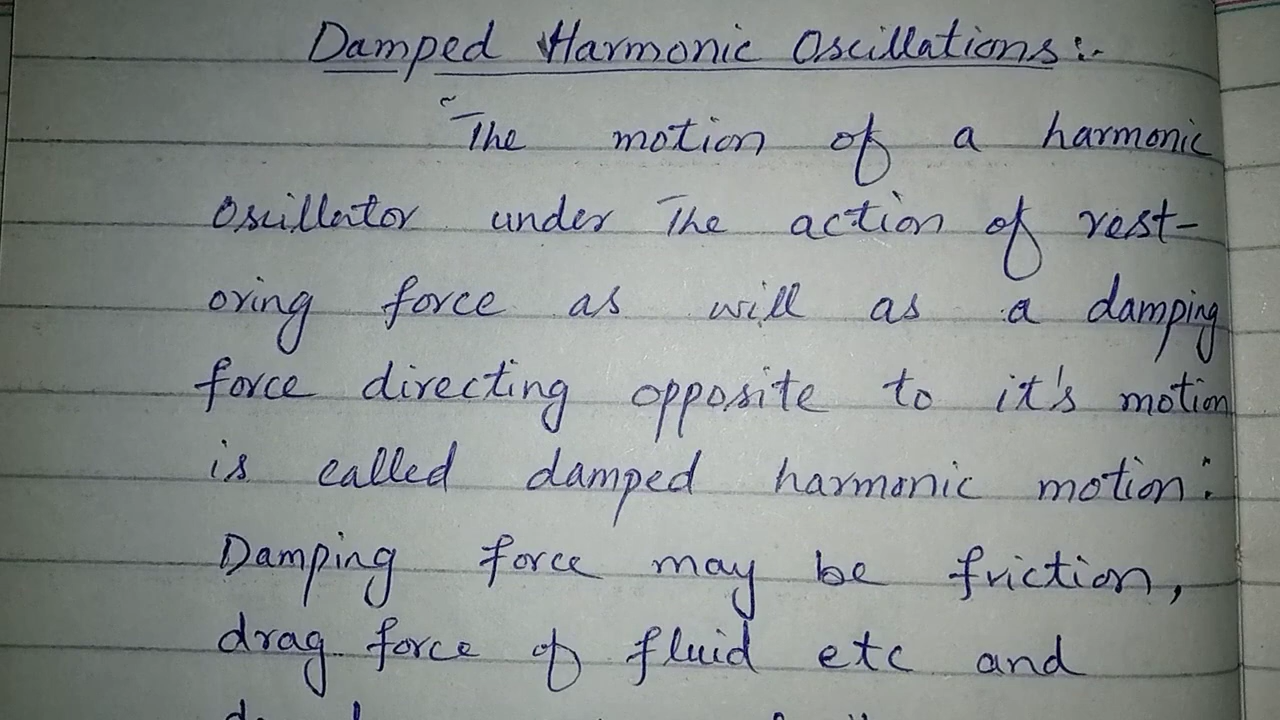 Damped Harmonic Oscillations:-
"The motion of a harmonic
Oscillator under The action of rest-
oring force as will as a damping
force directing opposite to it's motion
is called damped harmonic motion".
Damping force may be friction,
drag force of fluid etc and